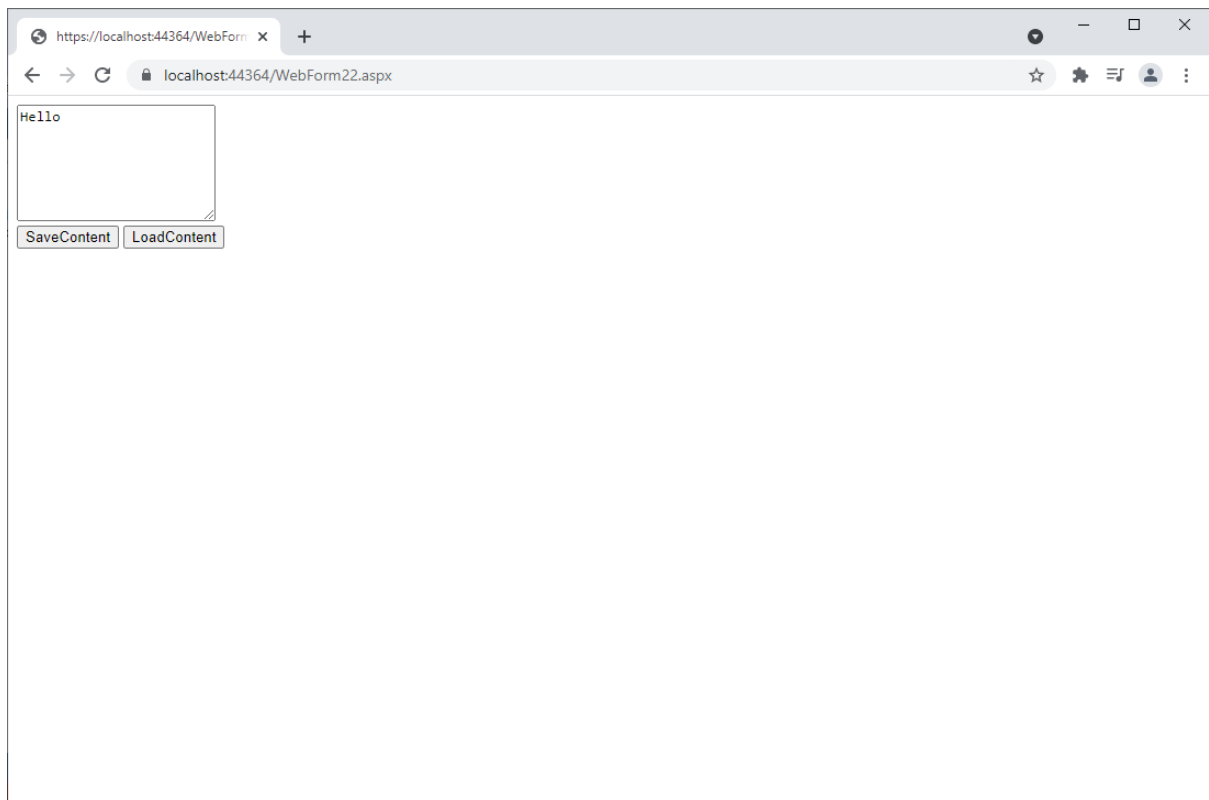 https://localhost:44364/WebForm
localhost:44364/WebForm22.aspx
Hello
SaveContent LoadContent